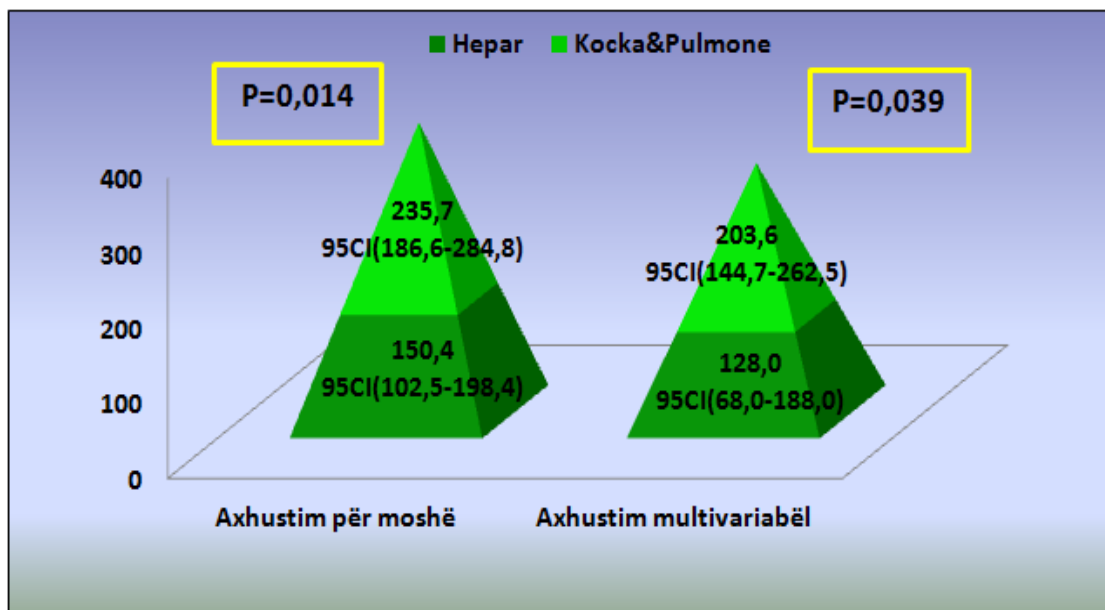 Hepar Kocka&Pulmone
P=0,014
P=0,039
400
300
200
100
0
235,7
95CI(186,6-284,8)
150,4
95CI(102,5-198,4)
203,6
95CI(144,7-262,5)
128,0
95CI(68,0-188,0)
Axhustim për moshë
Axhustim multivariabël